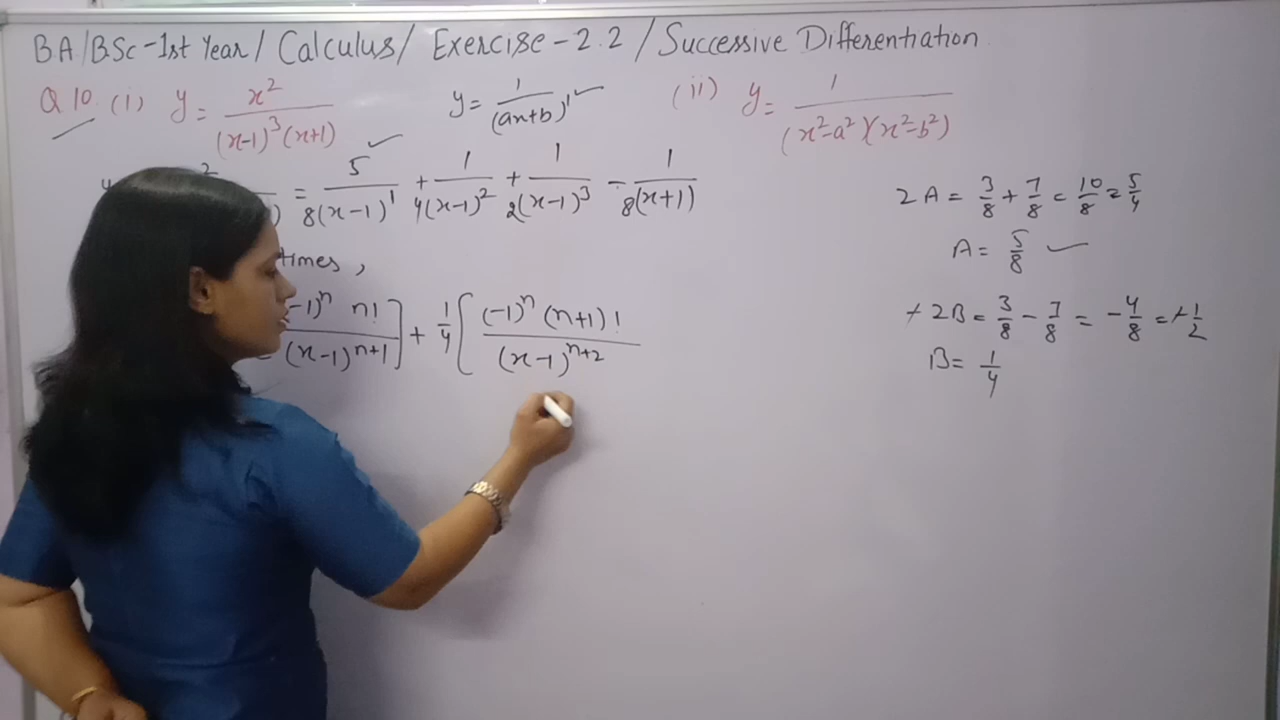 BA/BSc-1st Year/ Calculus/ Exercise-2.2/ Successive Differentiation
Q 10. (i) y = x²/((x-1)³(x+1)) y = 1/(ax+b)¹ ✓ (ii) y = 1/((x²-a²)(x²-b²))
= 5/(8(x-1)¹) ✓ + 1/(4(x-1)²) + 1/(2(x-1)³) - 1/(8(x+1))
times,
-1)ⁿ n!/(x-1)ⁿ⁺¹] + 1/4 [(-1)ⁿ (n+1)!/(x-1)ⁿ⁺²
2A = 3/8 + 7/8 = 10/8 = 5/4
A = 5/8 ✓
-2B = 3/8 - 7/8 = -4/8 = -1/2
B = 1/4